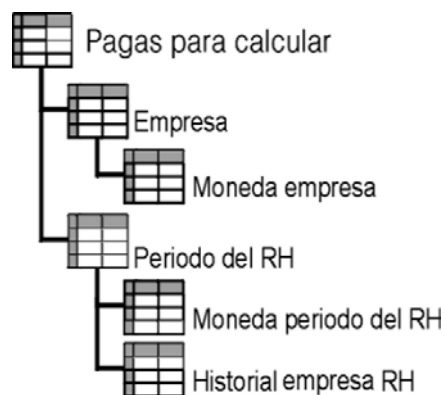 Pagas para calcular
Empresa
Moneda empresa
Periodo del RH
Moneda periodo del RH
Historial empresa RH